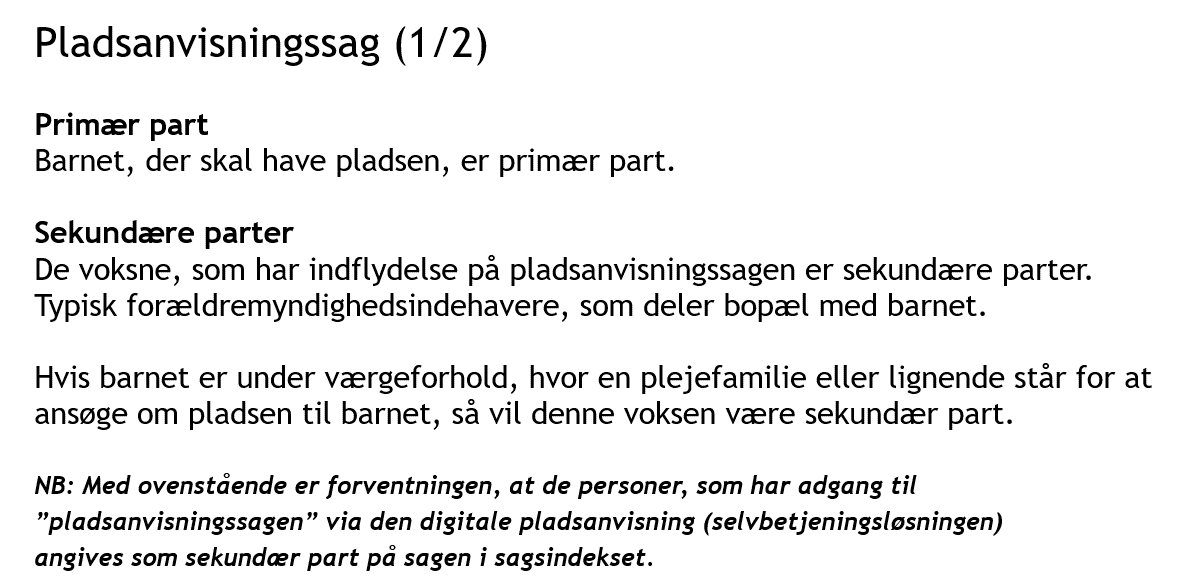 Pladsanvisningssag (1/2)
Primær part
Barnet, der skal have pladsen, er primær part.
Sekundære parter
De voksne, som har indflydelse på pladsanvisningssagen er sekundære parter.
Typisk forældremyndighedsindehavere, som deler bopæl med barnet.
Hvis barnet er under værgeforhold, hvor en plejefamilie eller lignende står for at
ansøge om pladsen til barnet, så vil denne voksen være sekundær part.
NB: Med ovenstående er forventningen, at de personer, som har adgang til
”pladsanvisningssagen” via den digitale pladsanvisning (selvbetjeningsløsningen)
angives som sekundær part på sagen i sagsindekset.